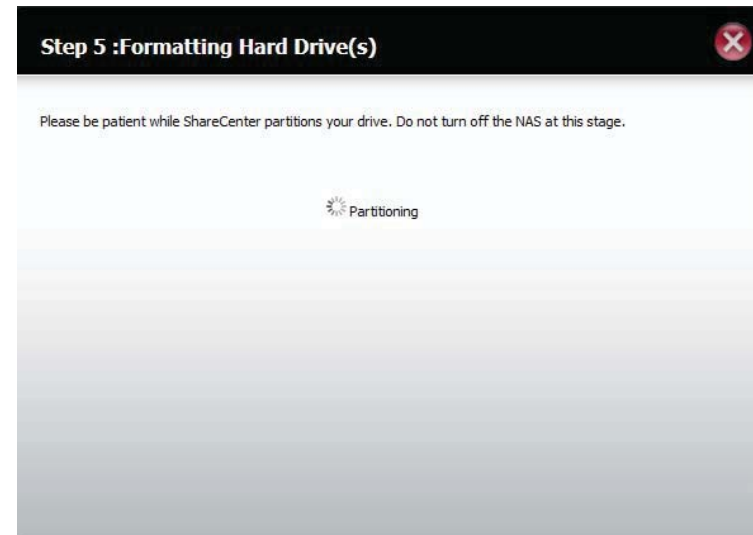 Step 5 :Formatting Hard Drive(s)
Please be patient while ShareCenter partitions your drive. Do not turn off the NAS at this stage.
Partitioning